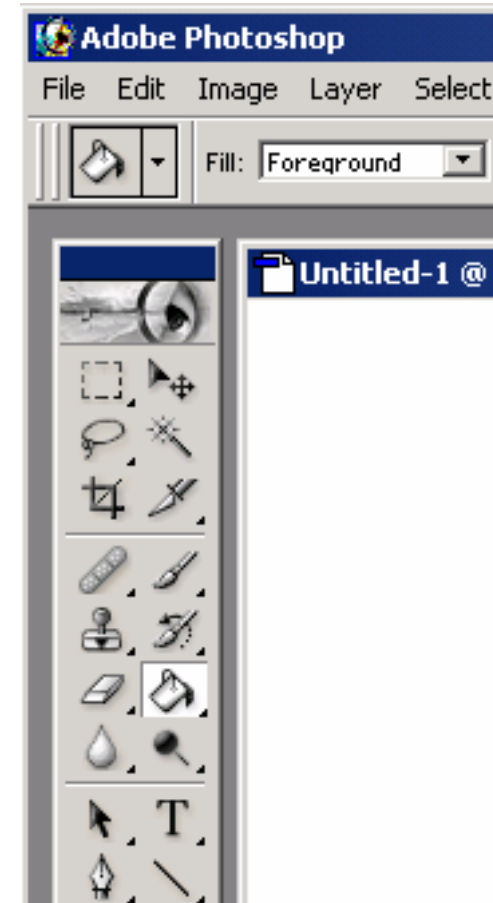 Adobe Photoshop
File Edit Image Layer Select
Fill: Foreground
Untitled-1 @
T